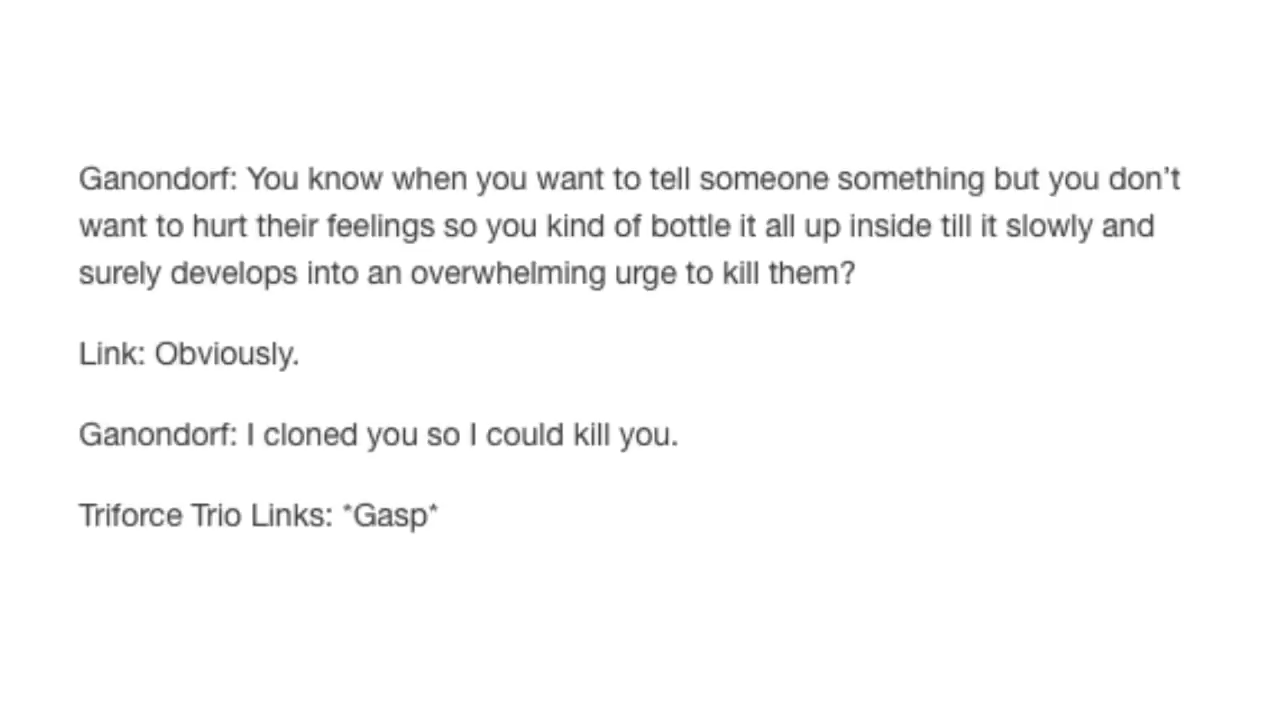 Ganondorf: You know when you want to tell someone something but you don’t
want to hurt their feelings so you kind of bottle it all up inside till it slowly and
surely develops into an overwhelming urge to kill them?
Link: Obviously.
Ganondorf: I cloned you so I could kill you.
Triforce Trio Links: *Gasp*